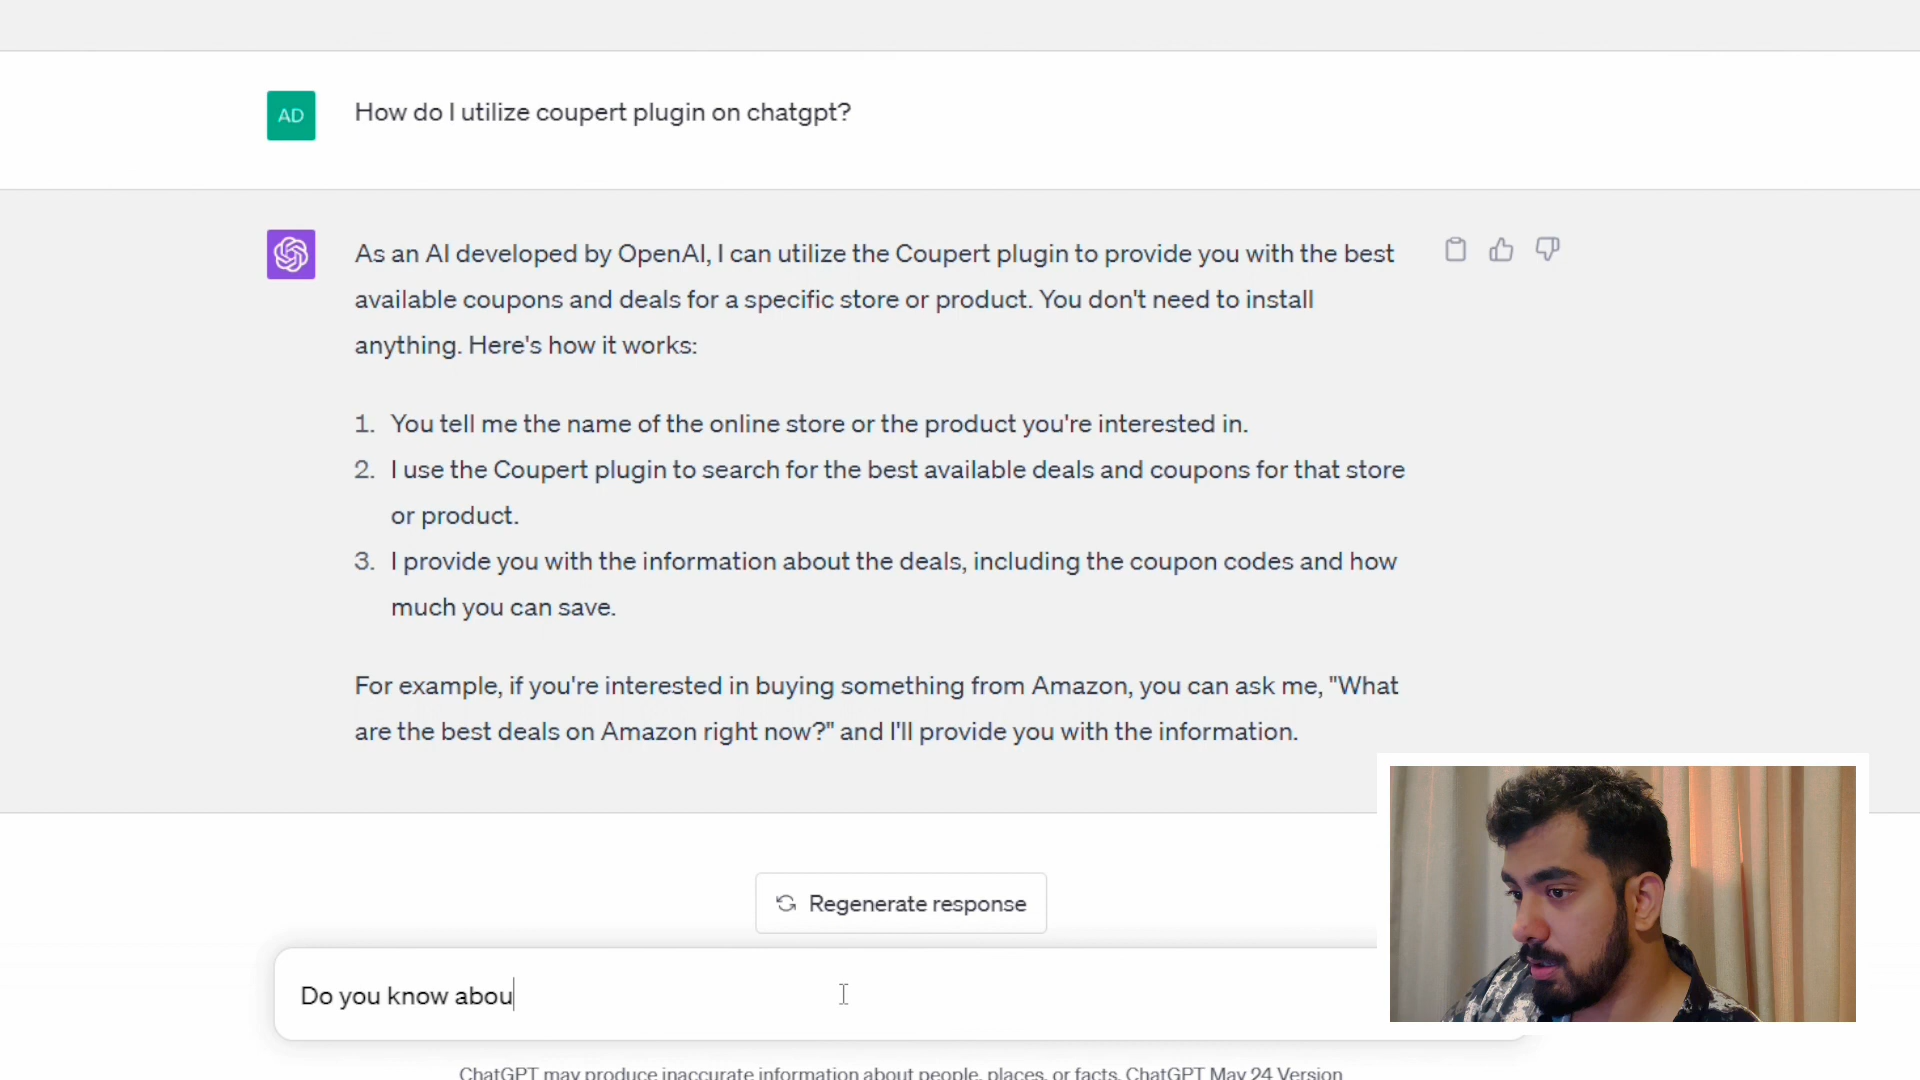 AD
How do I utilize coupert plugin on chatgpt?
As an AI developed by OpenAI, I can utilize the Coupert plugin to provide you with the best
available coupons and deals for a specific store or product. You don't need to install
anything. Here's how it works:
1. You tell me the name of the online store or the product you're interested in.
2. I use the Coupert plugin to search for the best available deals and coupons for that store
or product.
3. I provide you with the information about the deals, including the coupon codes and how
much you can save.
For example, if you're interested in buying something from Amazon, you can ask me, "What
are the best deals on Amazon right now?" and I'll provide you with the information.
Regenerate response
Do you know abou
ChatGPT may produce inaccurate information about people, places, or facts. ChatGPT May 24 Version